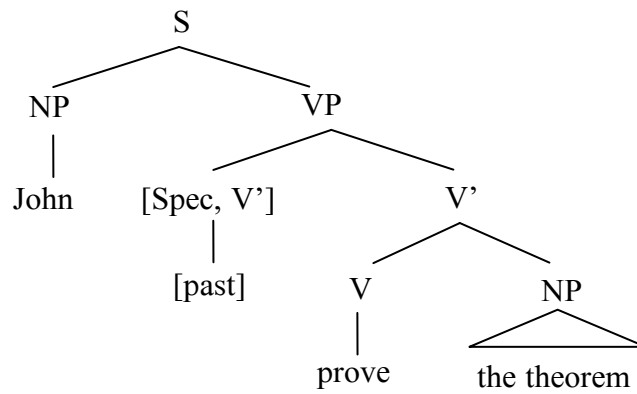 S
NP VP
John [Spec, V’] V’
[past] V NP
prove the theorem